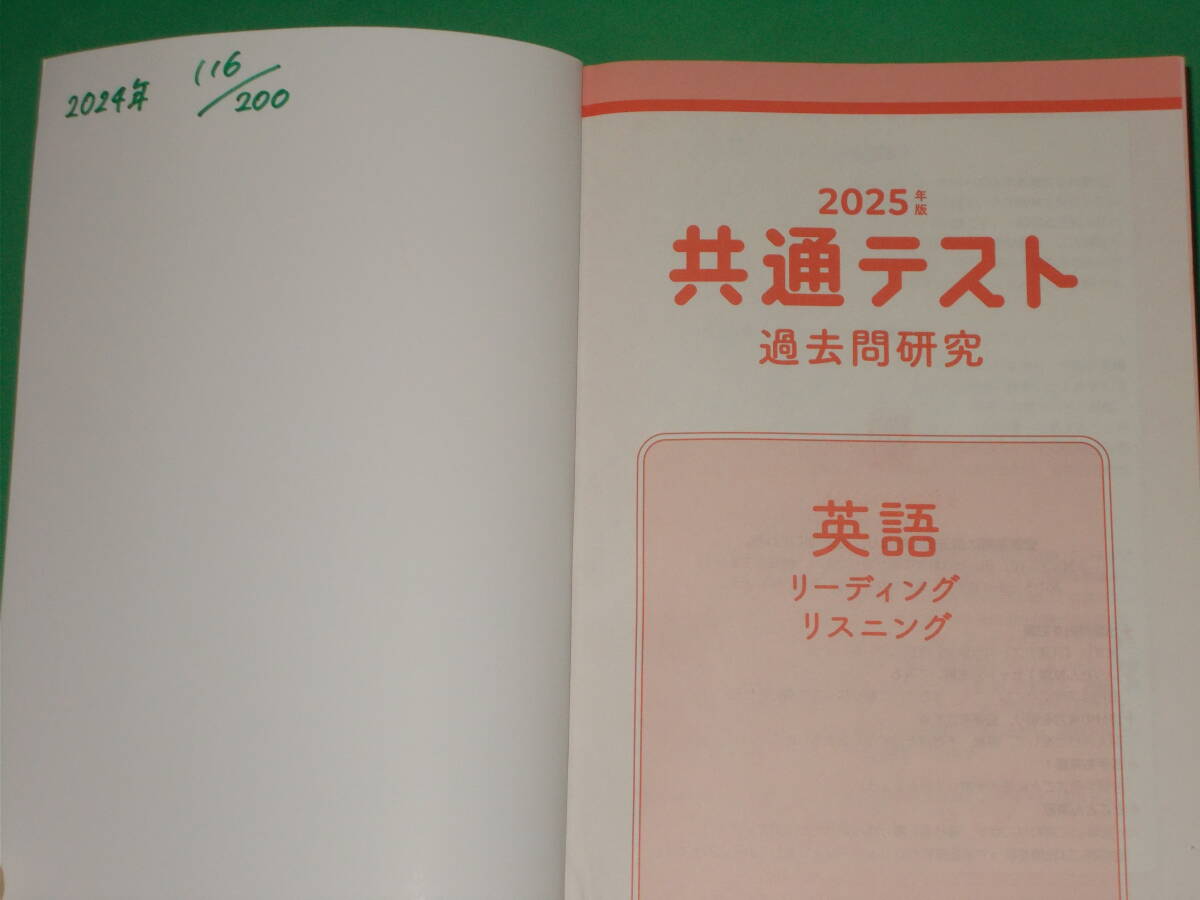 2024年 116/200
2025年版
共通テスト
過去問研究
英語
リーディング
リスニング